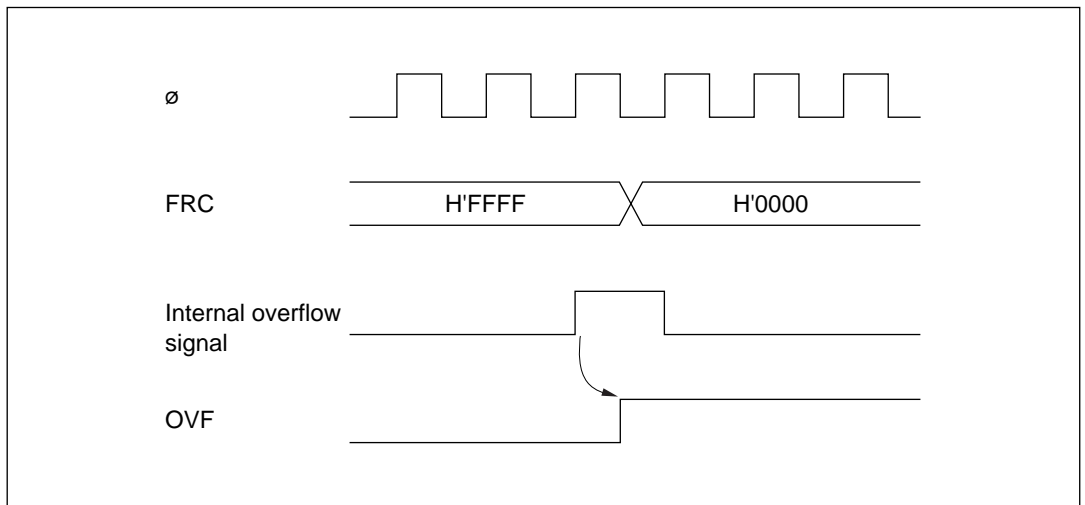 ø
FRC
H'FFFF
H'0000
Internal overflow
signal
OVF